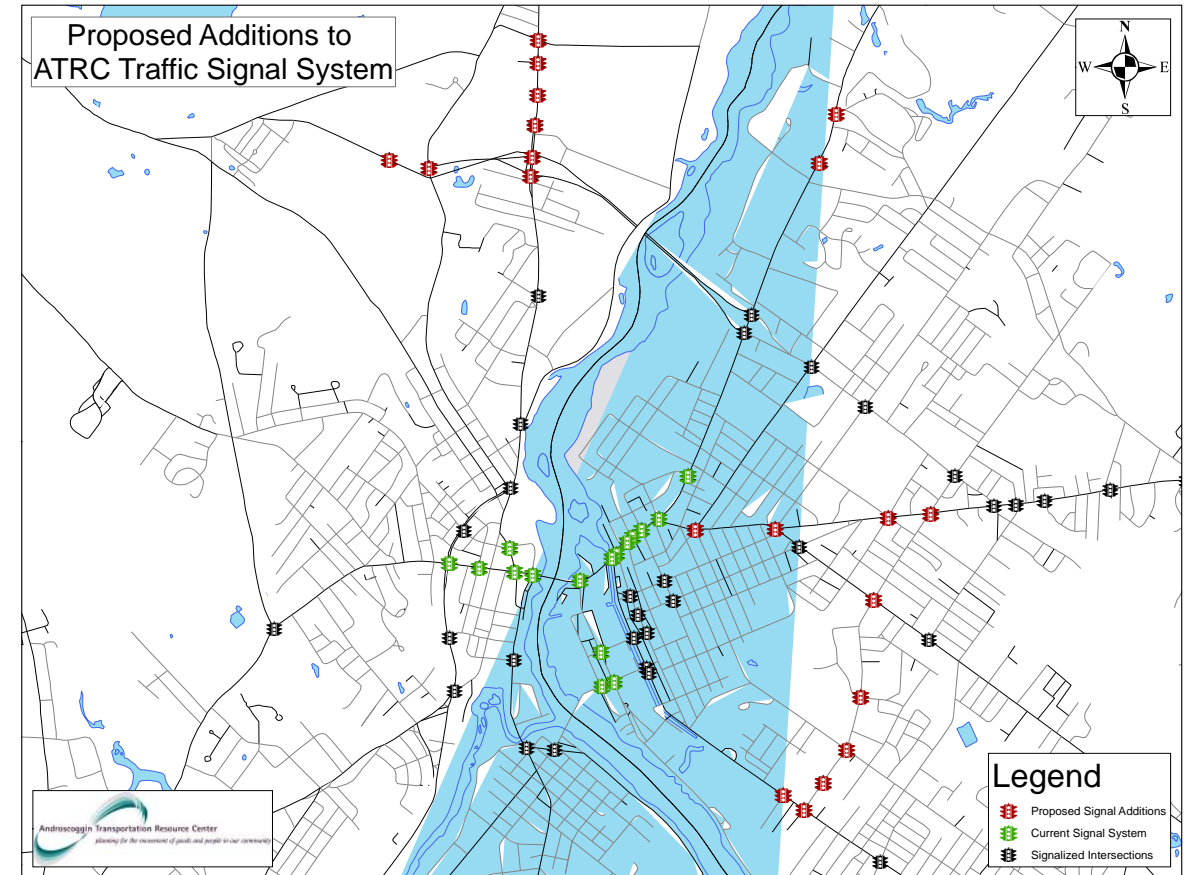 Proposed Additions to
ATRC Traffic Signal System
N
W E
S
Legend
Proposed Signal Additions
Current Signal System
Signalized Intersections
Androscoggin Transportation Resource Center
planning for the movement of goods and people in our community